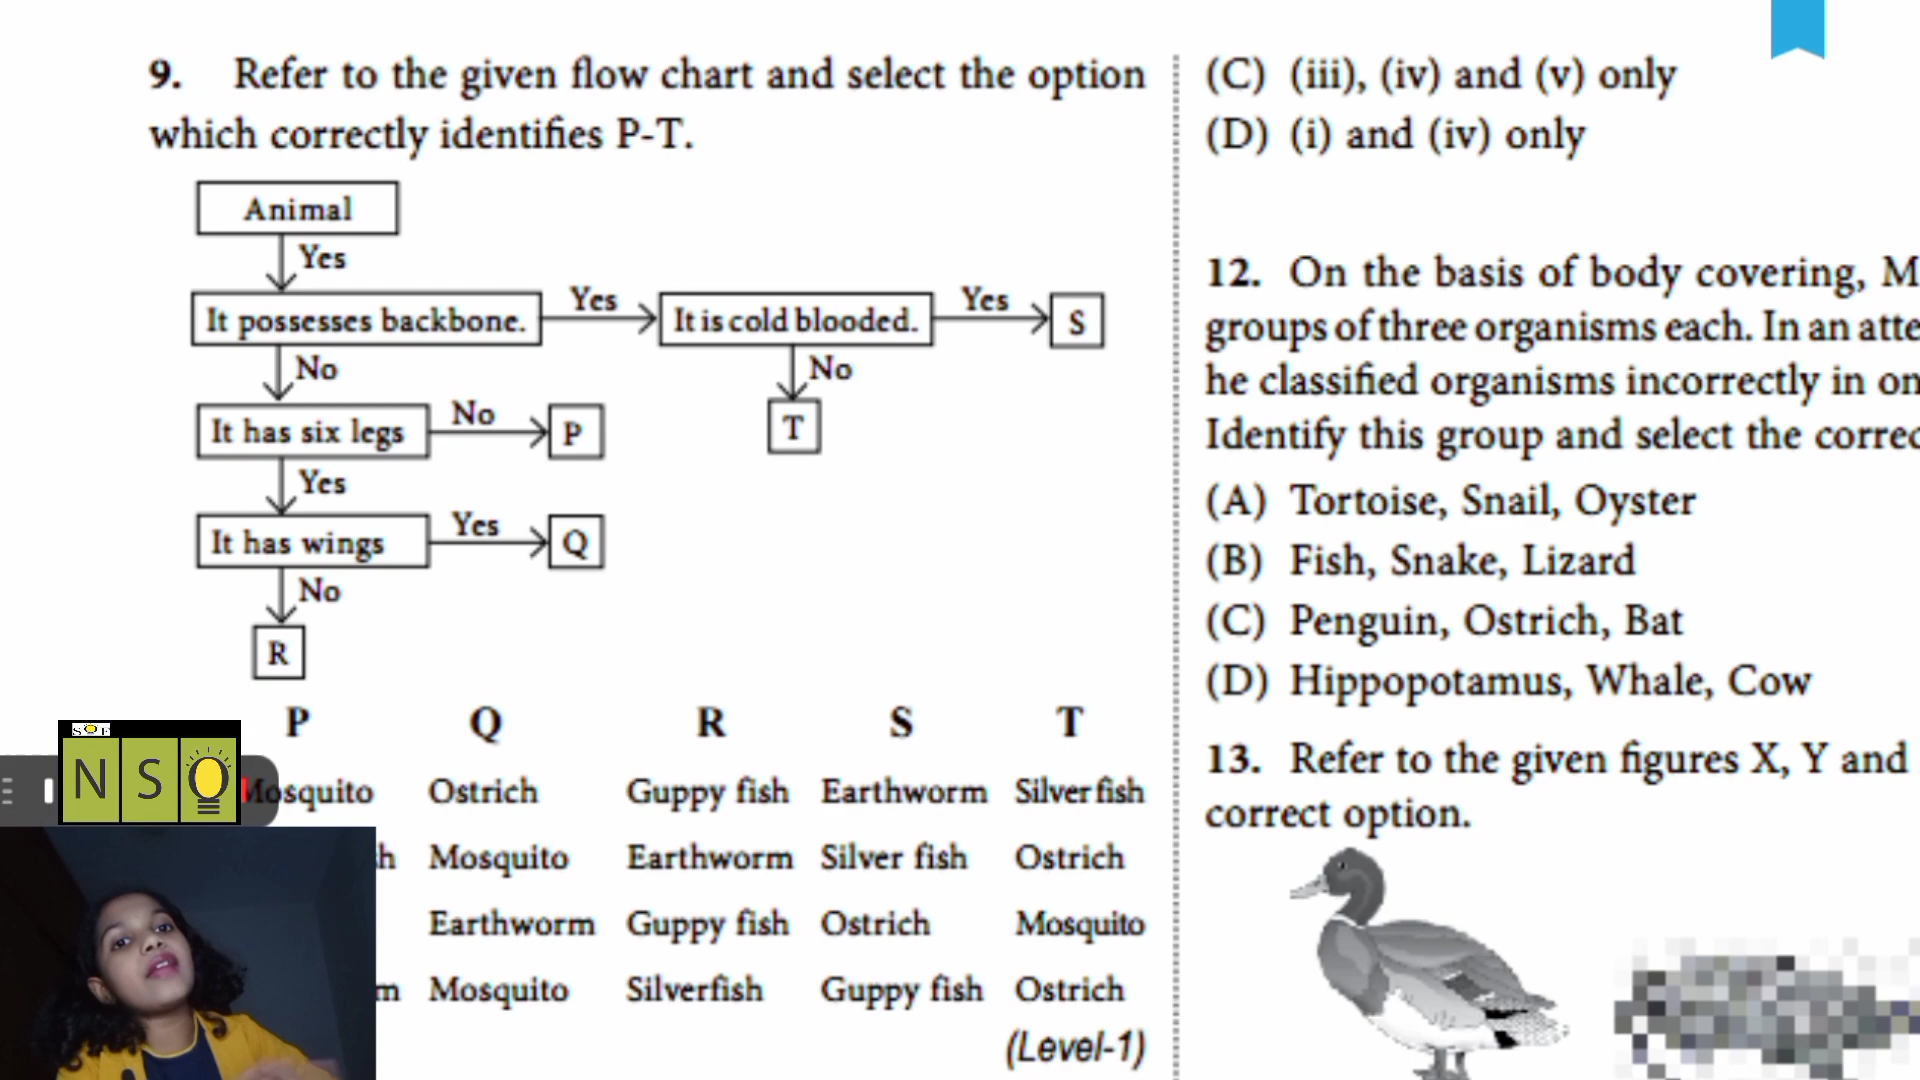 9. Refer to the given flow chart and select the option
which correctly identifies P-T.
Animal
Yes
It possesses backbone.
Yes
It is cold blooded.
Yes
S
No
No
T
It has six legs
No
P
Yes
It has wings
Yes
Q
No
R
P Q R S T
Mosquito Ostrich Guppy fish Earthworm Silver fish
Mosquito Earthworm Silver fish Ostrich
Earthworm Guppy fish Ostrich Mosquito
Mosquito Silverfish Guppy fish Ostrich
(Level-1)
SOF
NSO
(C) (iii), (iv) and (v) only
(D) (i) and (iv) only
12. On the basis of body covering,
groups of three organisms each. In an
he classified organisms incorrectly in
Identify this group and select the
(A) Tortoise, Snail, Oyster
(B) Fish, Snake, Lizard
(C) Penguin, Ostrich, Bat
(D) Hippopotamus, Whale, Cow
13. Refer to the given figures X, Y and
correct option.